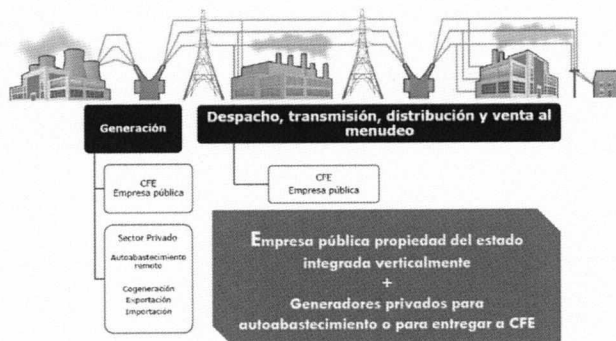 Generación
Despacho, transmisión, distribución y venta al
menudeo
CFE
Empresa pública
CFE
Empresa pública
Sector Privado
Autoabastecimiento
remoto
Cogeneración
Exportación
Importación
Empresa pública propiedad del estado
integrada verticalmente
+
Generadores privados para
autoabastecimiento o para entregar a CFE